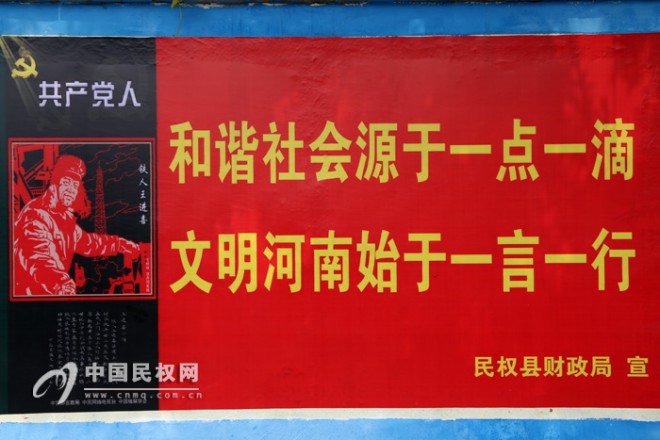 共产党人
铁人王进喜
和谐社会源于一点一滴
文明河南始于一言一行
民权县财政局 宣
中国民权网
www.cnmq.com.cn